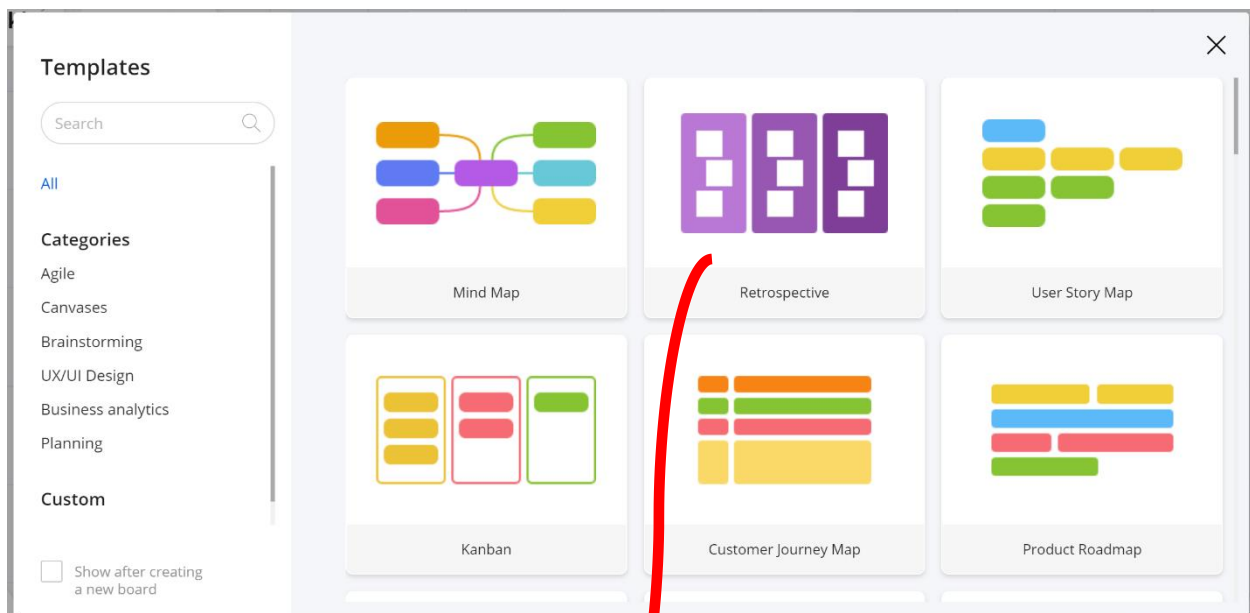 Templates
Search
All
Categories
Agile
Canvases
Brainstorming
UX/UI Design
Business analytics
Planning
Custom
Show after creating
a new board
Mind Map
Retrospective
User Story Map
Kanban
Customer Journey Map
Product Roadmap